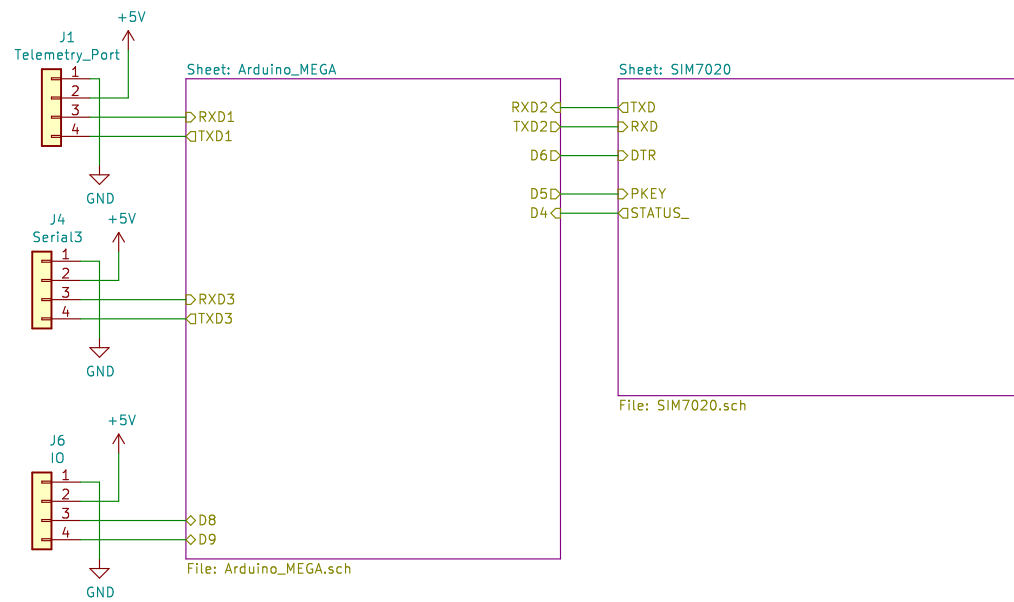 +5V
J1
Telemetry_Port
1
2
3
4
GND
Sheet: Arduino_MEGA
RXD1
TXD1
RXD2
TXD2
D6
D5
D4
Sheet: SIM7020
TXD
RXD
DTR
PKEY
STATUS_
File: SIM7020.sch
J4
+5V
Serial3
1
2
3
4
RXD3
TXD3
GND
+5V
J6
IO
1
2
3
4
D8
D9
File: Arduino_MEGA.sch
GND